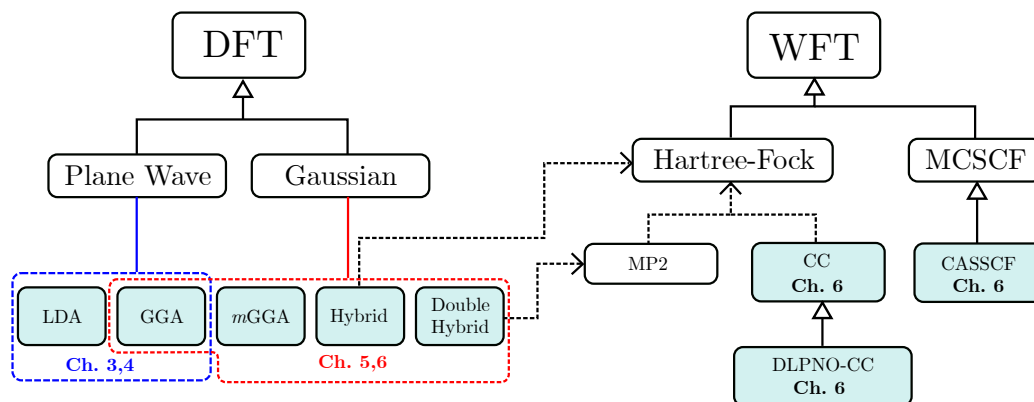 DFT
WFT
Plane Wave
Gaussian
Hartree-Fock
MCSCF
LDA
GGA
mGGA
Hybrid
Double
Hybrid
MP2
CC
Ch. 6
CASSCF
Ch. 6
Ch. 3,4
Ch. 5,6
DLPNO-CC
Ch. 6